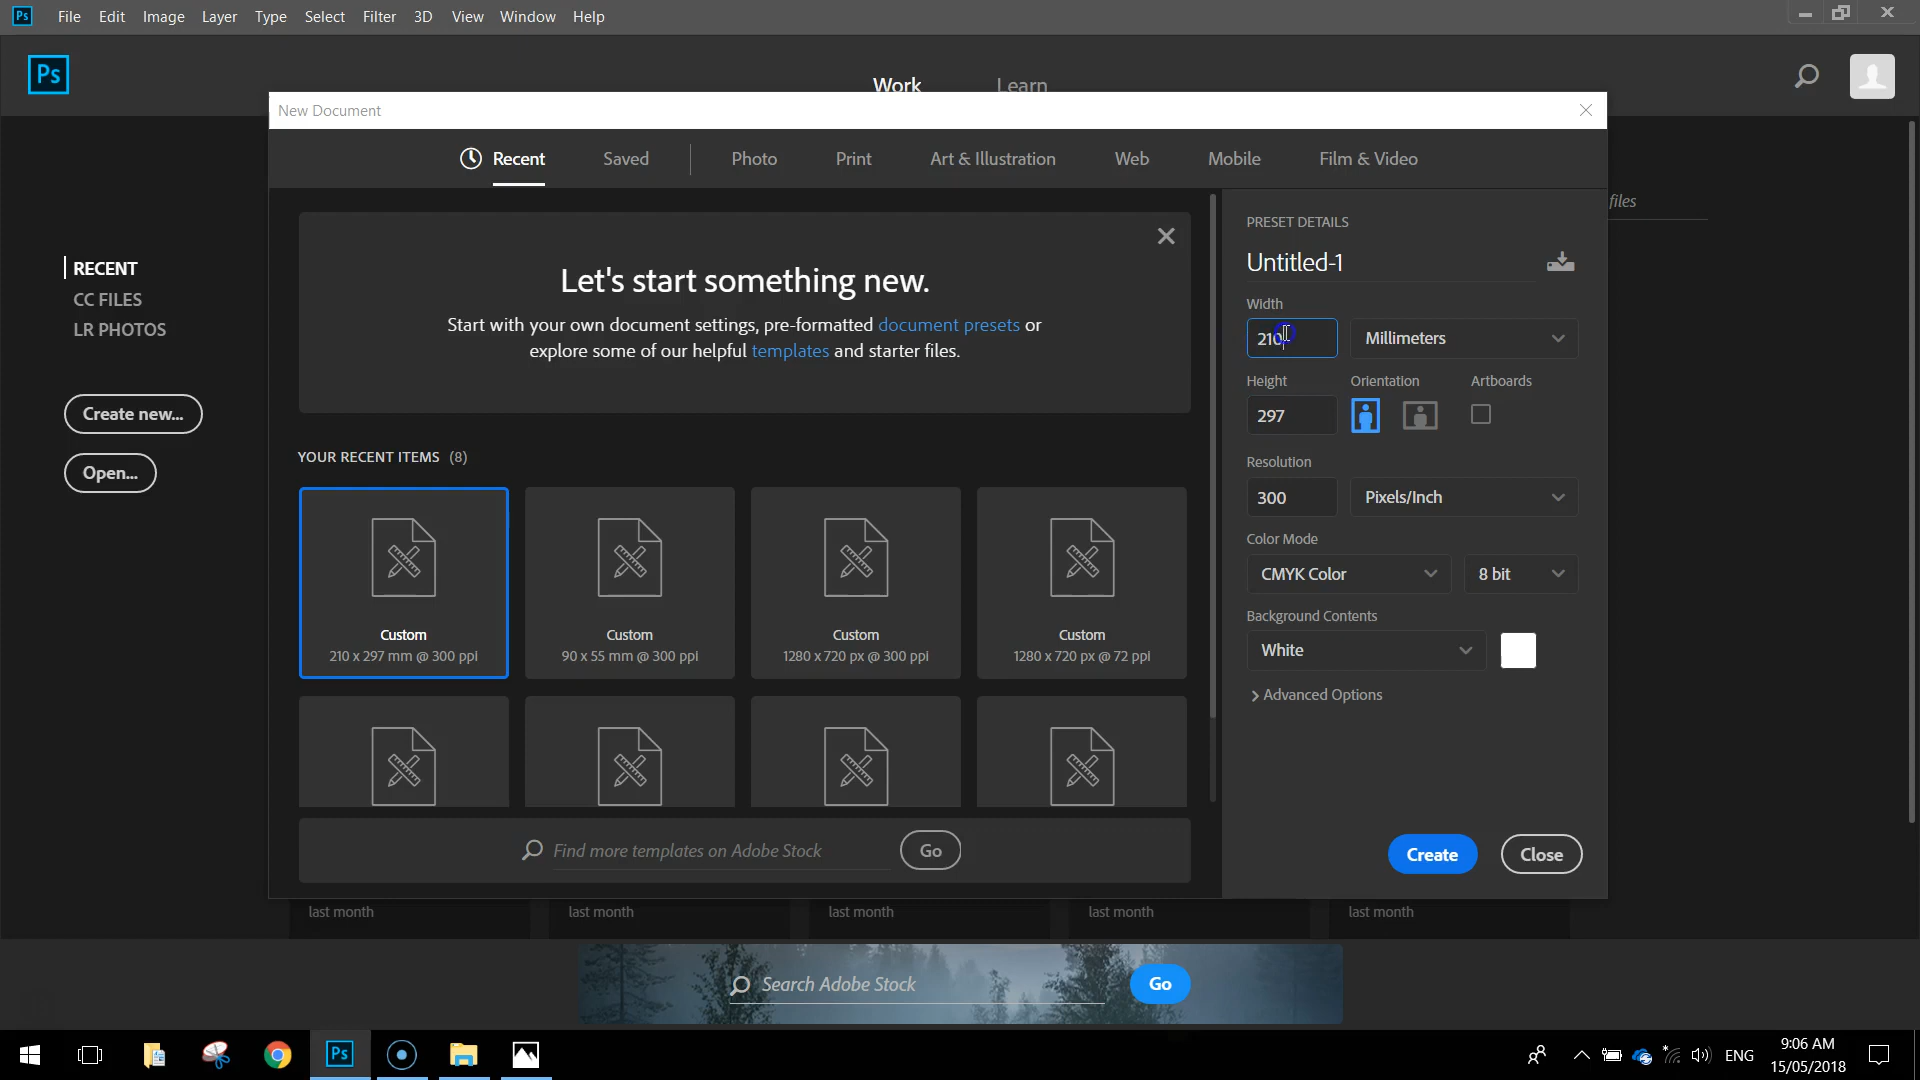 Ps File Edit Image Layer Type Select Filter 3D View Window Help
Ps
Work Learn
New Document
Recent Saved Photo Print Art & Illustration Web Mobile Film & Video
files
RECENT
CC FILES
LR PHOTOS
Create new...
Open...
Let's start something new.
Start with your own document settings, pre-formatted document presets or
explore some of our helpful templates and starter files.
YOUR RECENT ITEMS (8)
Custom
210 x 297 mm @ 300 ppi
Custom
90 x 55 mm @ 300 ppi
Custom
1280 x 720 px @ 300 ppi
Custom
1280 x 720 px @ 72 ppi
Find more templates on Adobe Stock Go
PRESET DETAILS
Untitled-1
Width
210 Millimeters
Height Orientation Artboards
297
Resolution
300 Pixels/Inch
Color Mode
CMYK Color 8 bit
Background Contents
White
Advanced Options
Create Close
last month last month last month last month last month
Search Adobe Stock Go
Ps
ENG
9:06 AM
15/05/2018